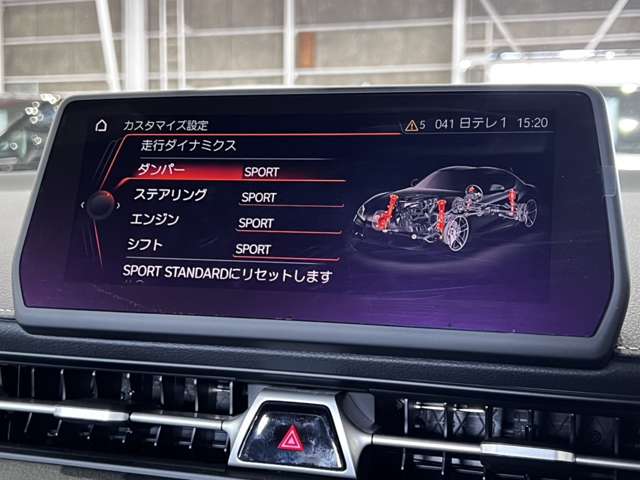 カスタマイズ設定 ⚠5 041 日テレ1 15:20
走行ダイナミクス
ダンパー SPORT
ステアリング SPORT
エンジン SPORT
シフト SPORT
SPORT STANDARDにリセットします